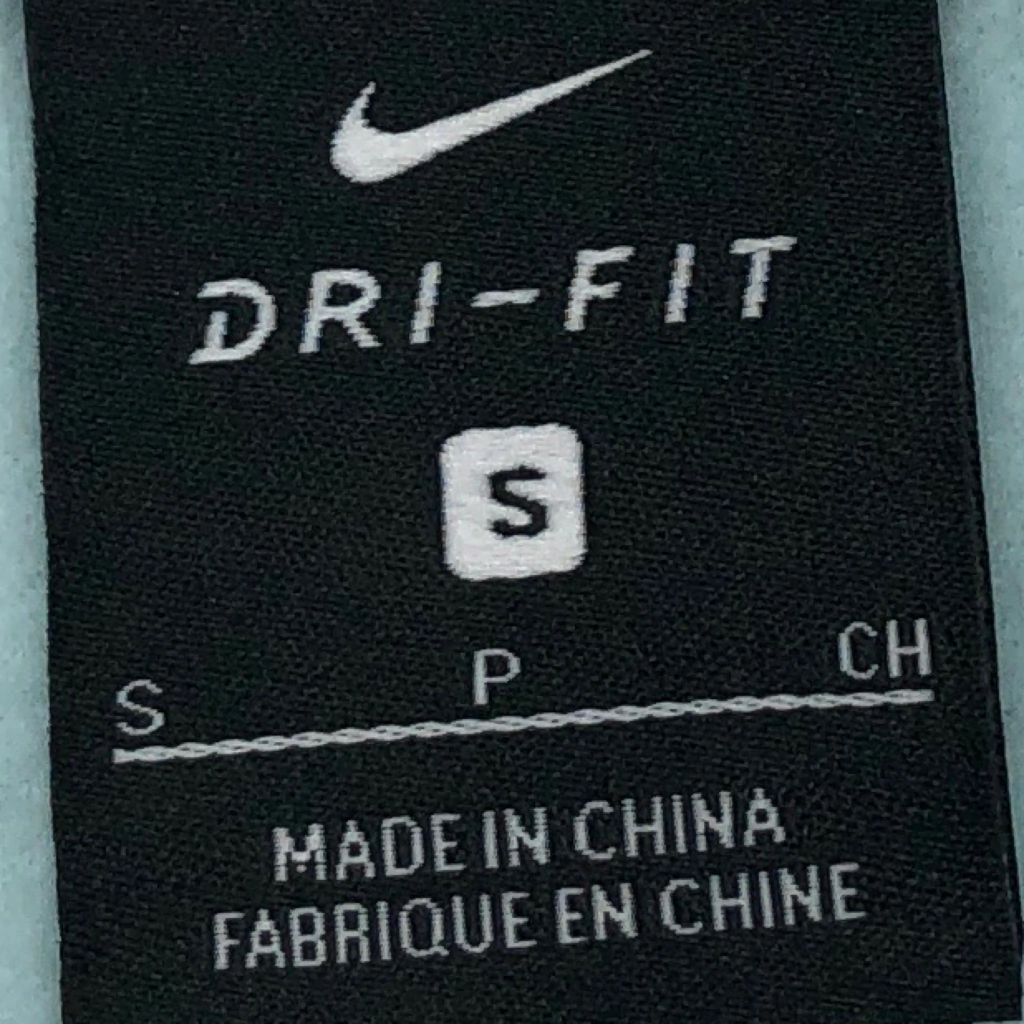 DRI-FIT
S
S P CH
MADE IN CHINA
FABRIQUE EN CHINE